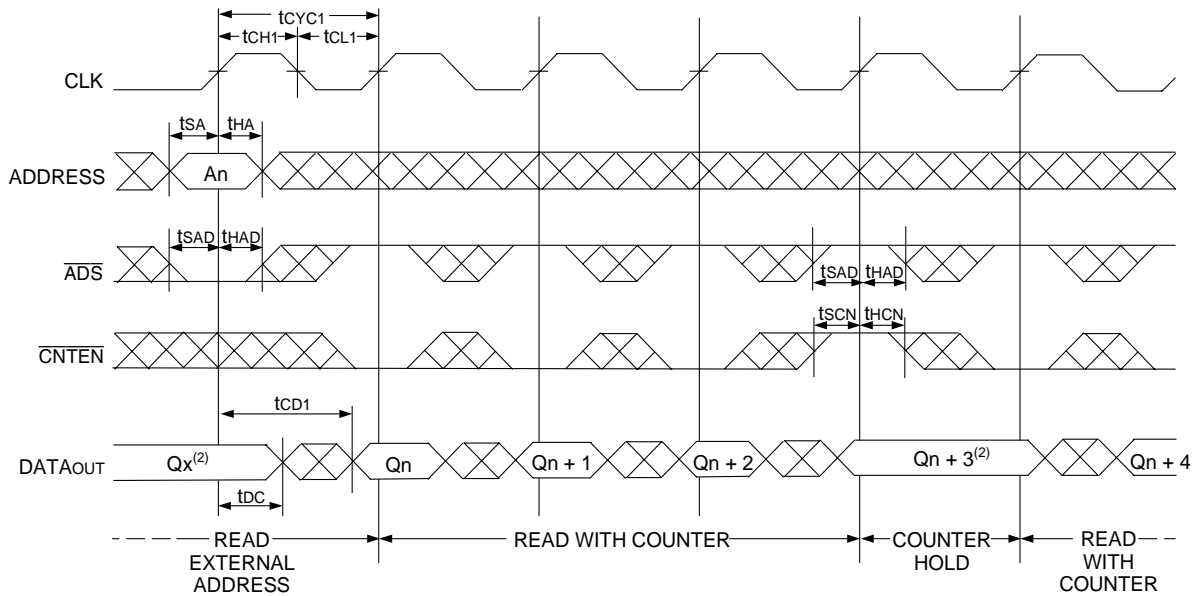 tCYC1
tCH1 tCL1
CLK
tSA tHA
ADDRESS An
tSAD tHAD
ADS
tSAD tHAD
tSCN tHCN
CNTEN
tCD1
DATAOUT Qx(2) Qn Qn + 1 Qn + 2 Qn + 3(2) Qn + 4
tDC
READ EXTERNAL ADDRESS
READ WITH COUNTER
COUNTER HOLD
READ WITH COUNTER